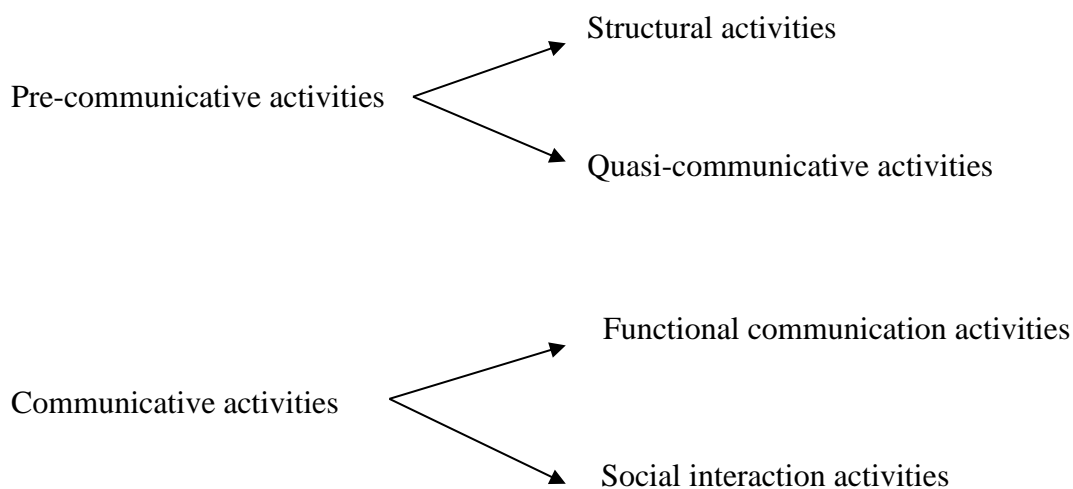 Structural activities
Pre-communicative activities
Quasi-communicative activities
Functional communication activities
Communicative activities
Social interaction activities